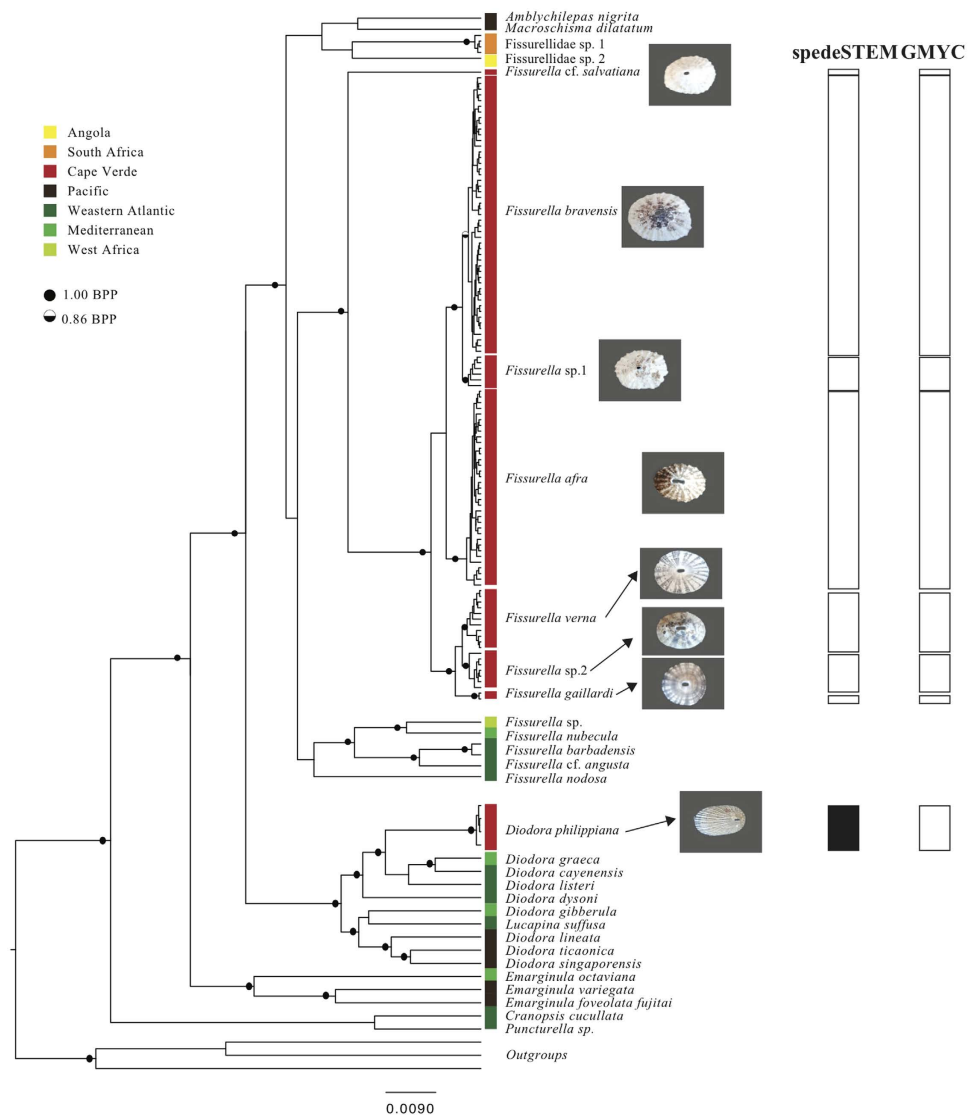 Amblychilepas nigrita
Macroschisma dilatatum
Fissurellidae sp. 1
Fissurellidae sp. 2
Fissurella cf. salvatiana
spedeSTEM GMYC
Angola
South Africa
Cape Verde
Pacific
Weastern Atlantic
Mediterranean
West Africa
1.00 BPP
0.86 BPP
Fissurella bravensis
Fissurella sp.1
Fissurella afra
Fissurella verna
Fissurella sp.2
Fissurella gaillardi
Fissurella sp.
Fissurella nubecula
Fissurella barbadensis
Fissurella cf. angusta
Fissurella nodosa
Diodora philippiana
Diodora graeca
Diodora cayenensis
Diodora listeri
Diodora dysoni
Diodora gibberula
Lucapina suffusa
Diodora lineata
Diodora ticaonica
Diodora singaporensis
Emarginula octaviana
Emarginula variegata
Emarginula foveolata fujitai
Cranopsis cucullata
Puncturella sp.
Outgroups
0.0090